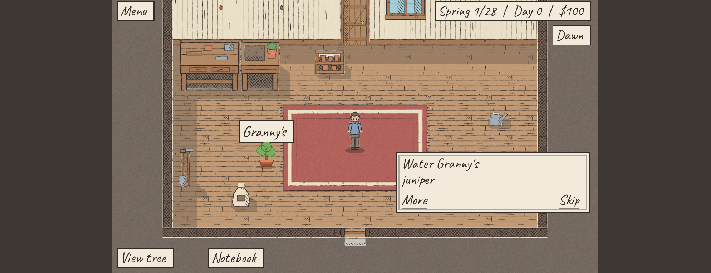 Menu
Spring 1/28 | Day 0 | $100
Dawn
Granny's
Water Granny's
juniper
More
Skip
View tree
Notebook